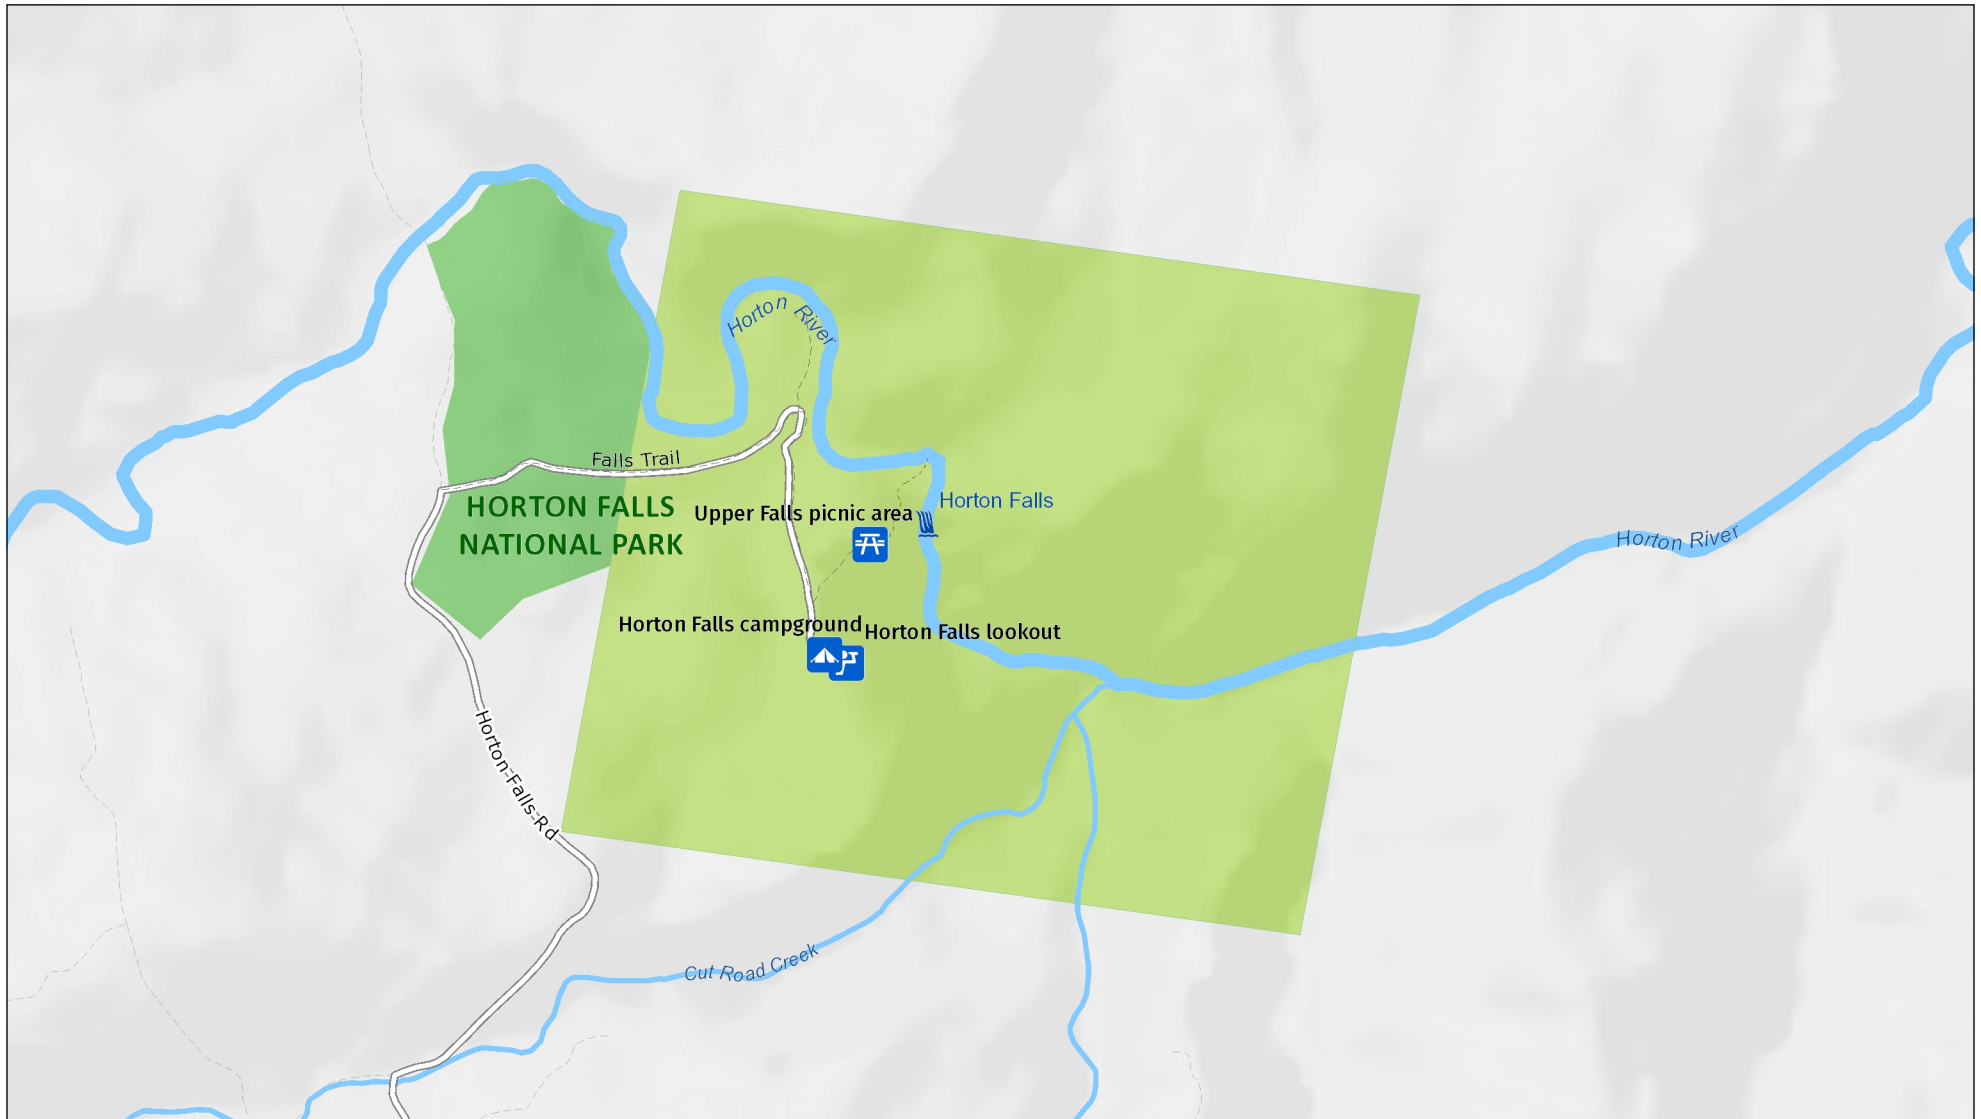 Horton River
Falls Trail
HORTON FALLS
NATIONAL PARK
Upper Falls picnic area
Horton Falls
Horton River
Horton Falls campground
Horton Falls lookout
Horton-Falls-Rd
Cut Road Creek